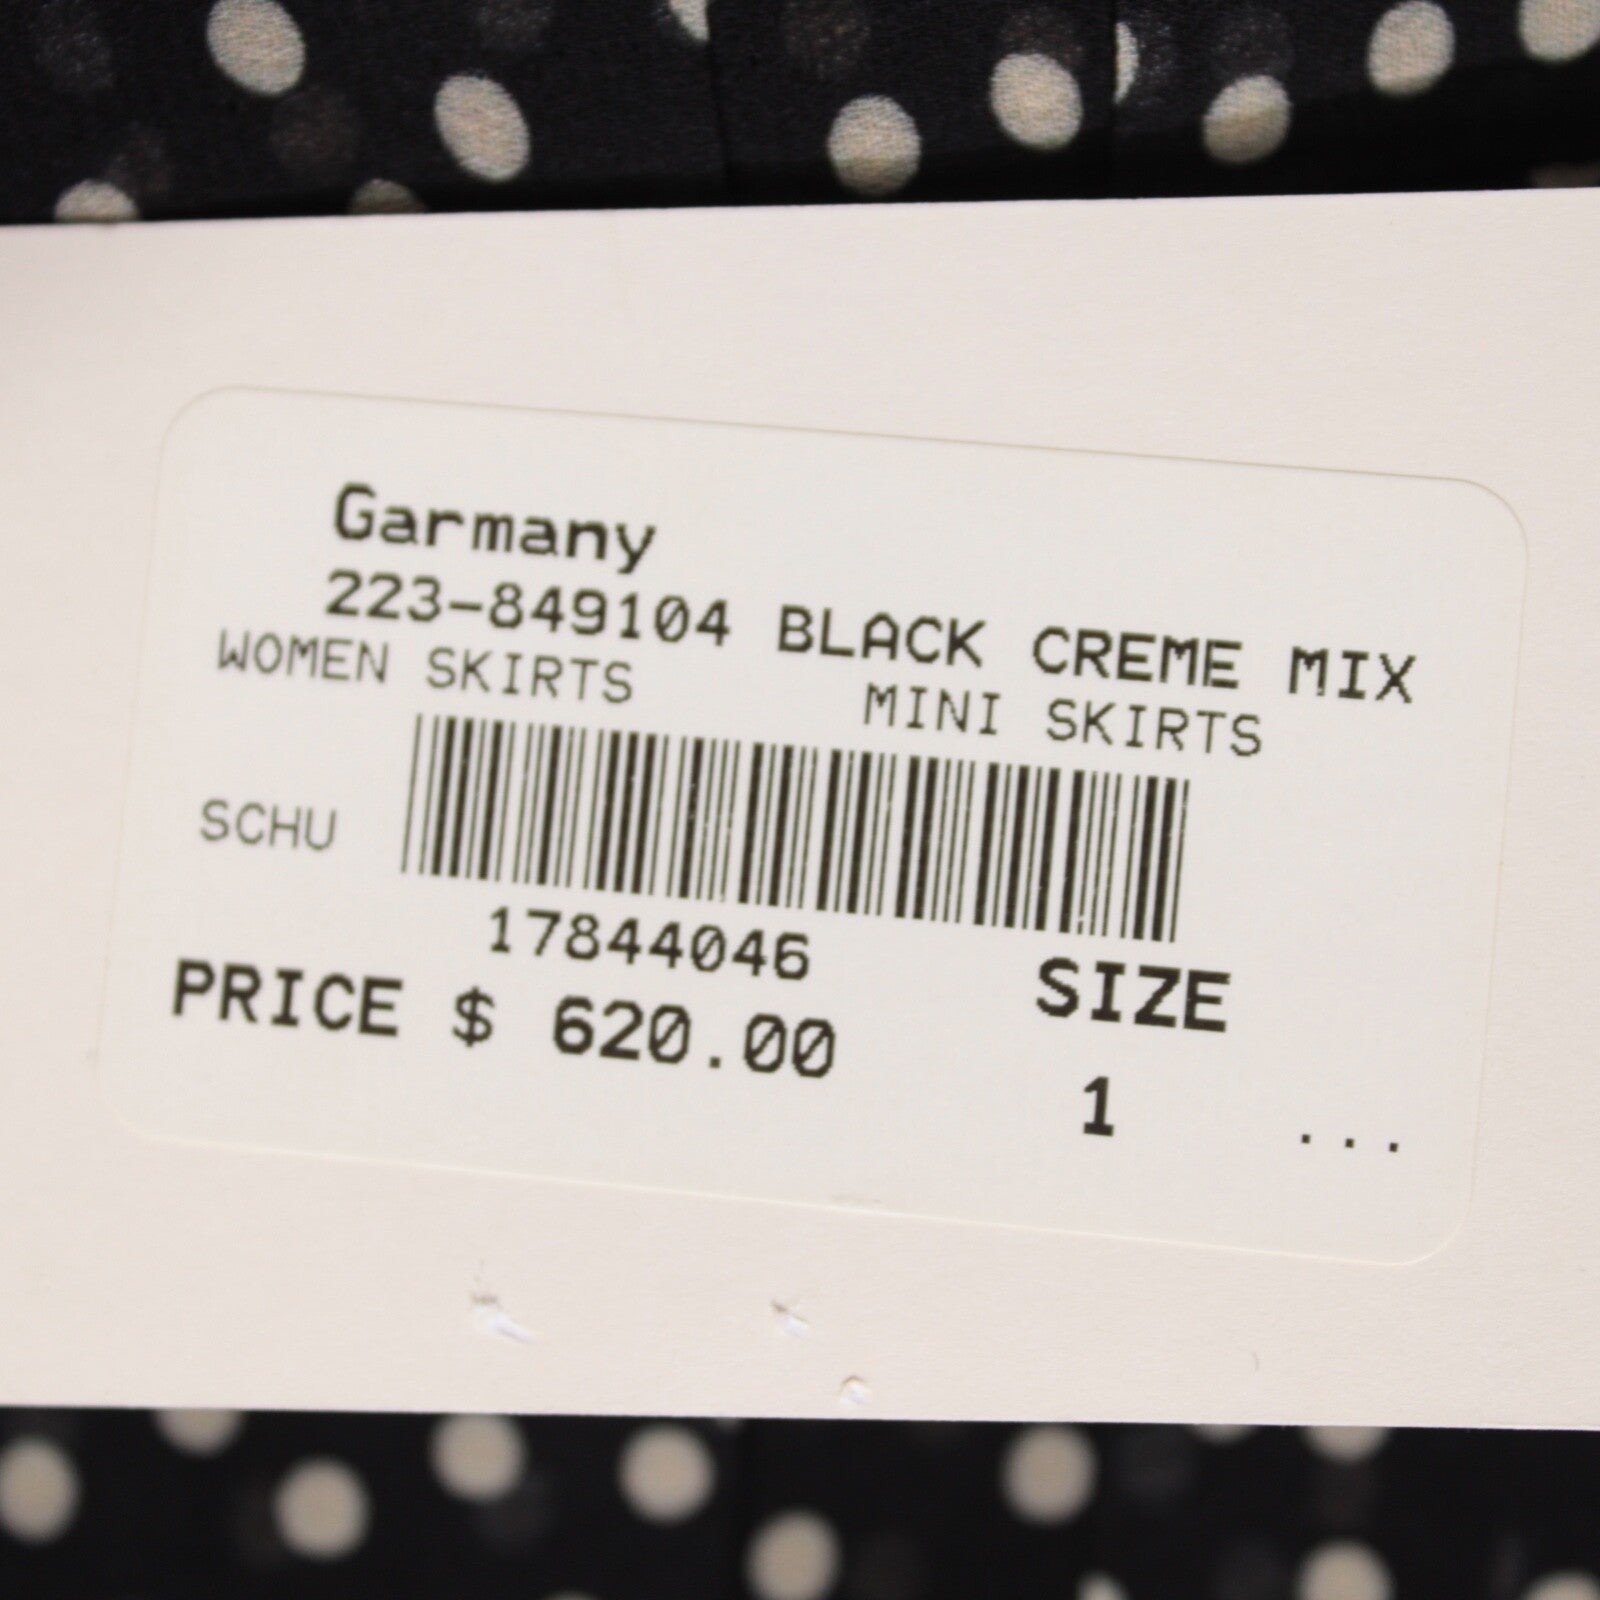 Garmany
223-849104 BLACK CREME MIX
WOMEN SKIRTS MINI SKIRTS
SCHU
17844046
PRICE $ 620.00 SIZE
1 ...